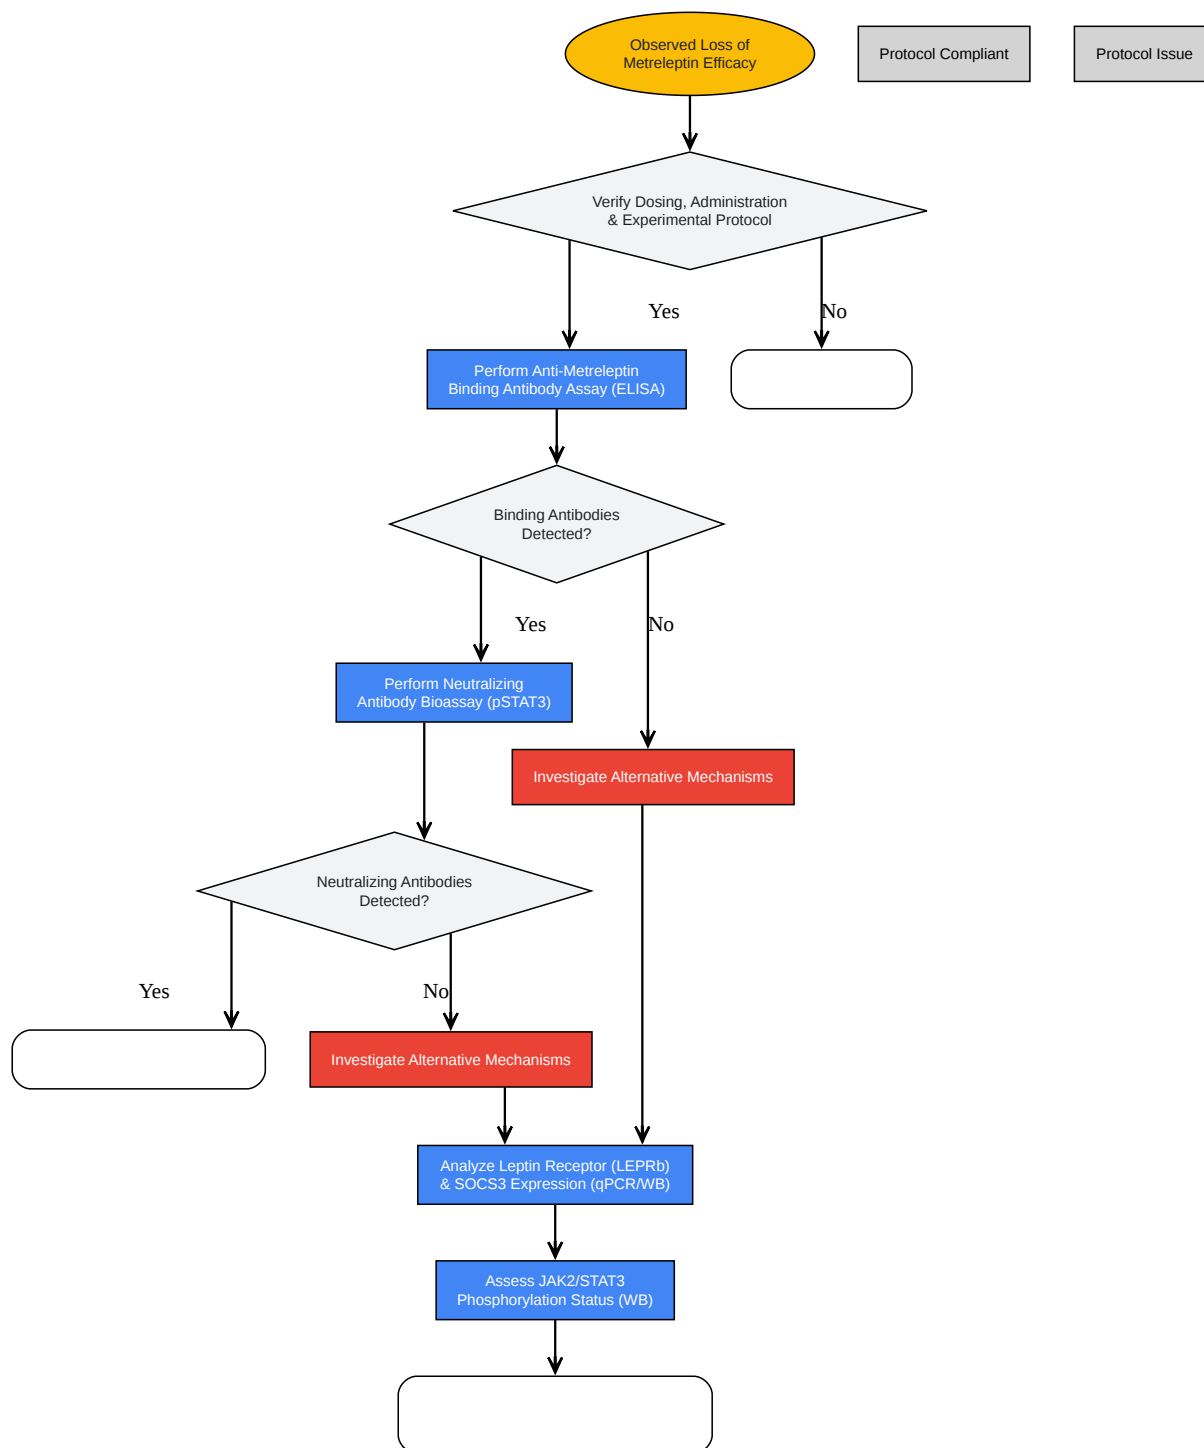 Observed Loss of
Metreleptin Efficacy
Protocol Compliant
Protocol Issue
Verify Dosing, Administration
& Experimental Protocol
Yes
No
Perform Anti-Metreleptin
Binding Antibody Assay (ELISA)
Binding Antibodies
Detected?
Yes
No
Perform Neutralizing
Antibody Bioassay (pSTAT3)
Investigate Alternative Mechanisms
Neutralizing Antibodies
Detected?
Yes
No
Investigate Alternative Mechanisms
Analyze Leptin Receptor (LEPRb)
& SOCS3 Expression (qPCR/WB)
Assess JAK2/STAT3
Phosphorylation Status (WB)